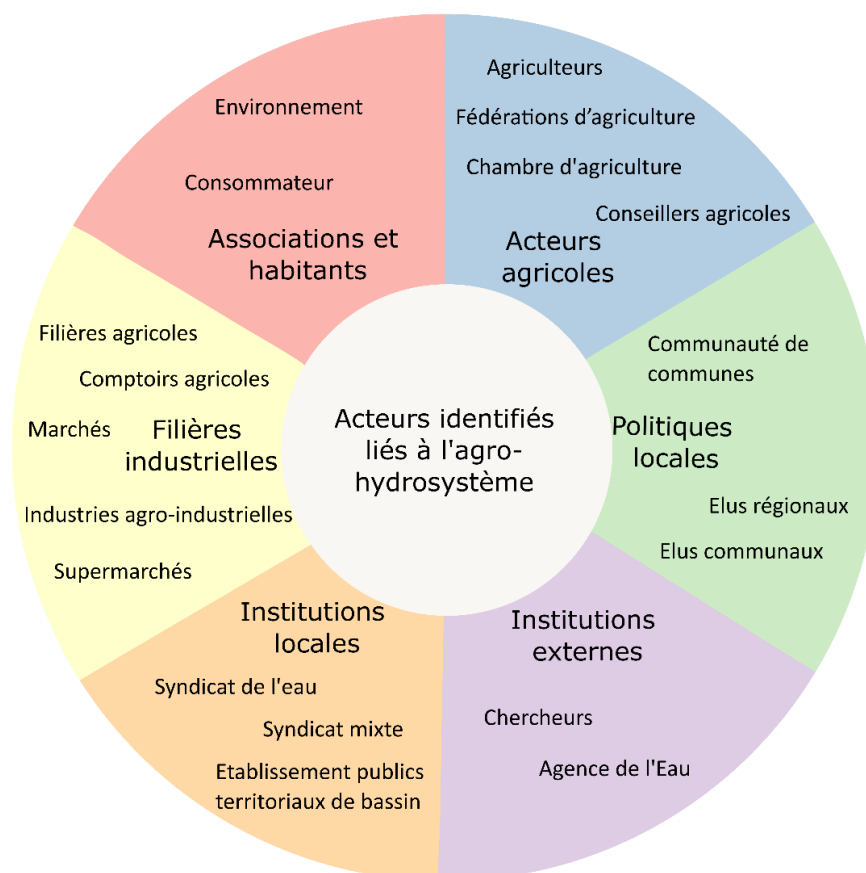 Environnement
Consommateur
Associations et
habitants
Agriculteurs
Fédérations d’agriculture
Chambre d'agriculture
Conseillers agricoles
Acteurs
agricoles
Communauté de
communes
Politiques
locales
Elus régionaux
Elus communaux
Institutions
externes
Chercheurs
Agence de l'Eau
Institutions
locales
Syndicat de l'eau
Syndicat mixte
Etablissement publics
territoriaux de bassin
Filières agricoles
Comptoirs agricoles
Marchés
Filières
industrielles
Industries agro-industrielles
Supermarchés
Acteurs identifiés
liés à l'agro-
hydrosystème